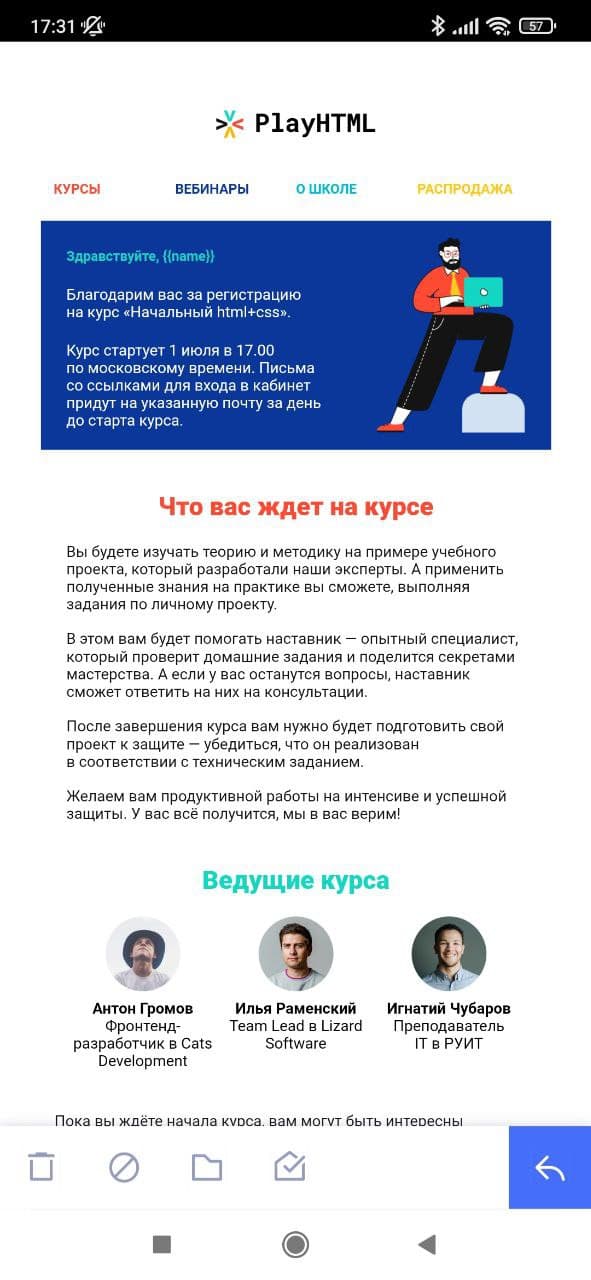 17:31
57
PlayHTML
КУРСЫ ВЕБИНАРЫ О ШКОЛЕ РАСПРОДАЖА
Здравствуйте, {{name}}
Благодарим вас за регистрацию
на курс «Начальный html+css».
Курс стартует 1 июля в 17.00
по московскому времени. Письма
со ссылками для входа в кабинет
придут на указанную почту за день
до старта курса.
Что вас ждет на курсе
Вы будете изучать теорию и методику на примере учебного
проекта, который разработали наши эксперты. А применить
полученные знания на практике вы сможете, выполняя
задания по личному проекту.
В этом вам будет помогать наставник — опытный специалист,
который проверит домашние задания и поделится секретами
мастерства. А если у вас останутся вопросы, наставник
сможет ответить на них на консультации.
После завершения курса вам нужно будет подготовить свой
проект к защите — убедиться, что он реализован
в соответствии с техническим заданием.
Желаем вам продуктивной работы на интенсиве и успешной
защиты. У вас всё получится, мы в вас верим!
Ведущие курса
Антон Громов
Фронтенд-
разработчик в Cats
Development
Илья Раменский
Team Lead в Lizard
Software
Игнатий Чубаров
Преподаватель
IT в РУИТ
Пока вы ждёте начала курса, вам могут быть интересны